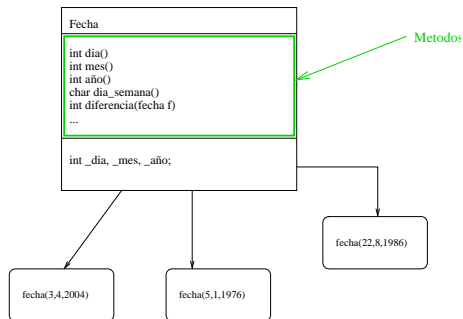 Fecha
Metodos
int dia()
int mes()
int año()
char dia_semana()
int diferencia(fecha f)
...
int _dia, _mes, _año;
fecha(22,8,1986)
fecha(3,4,2004)
fecha(5,1,1976)